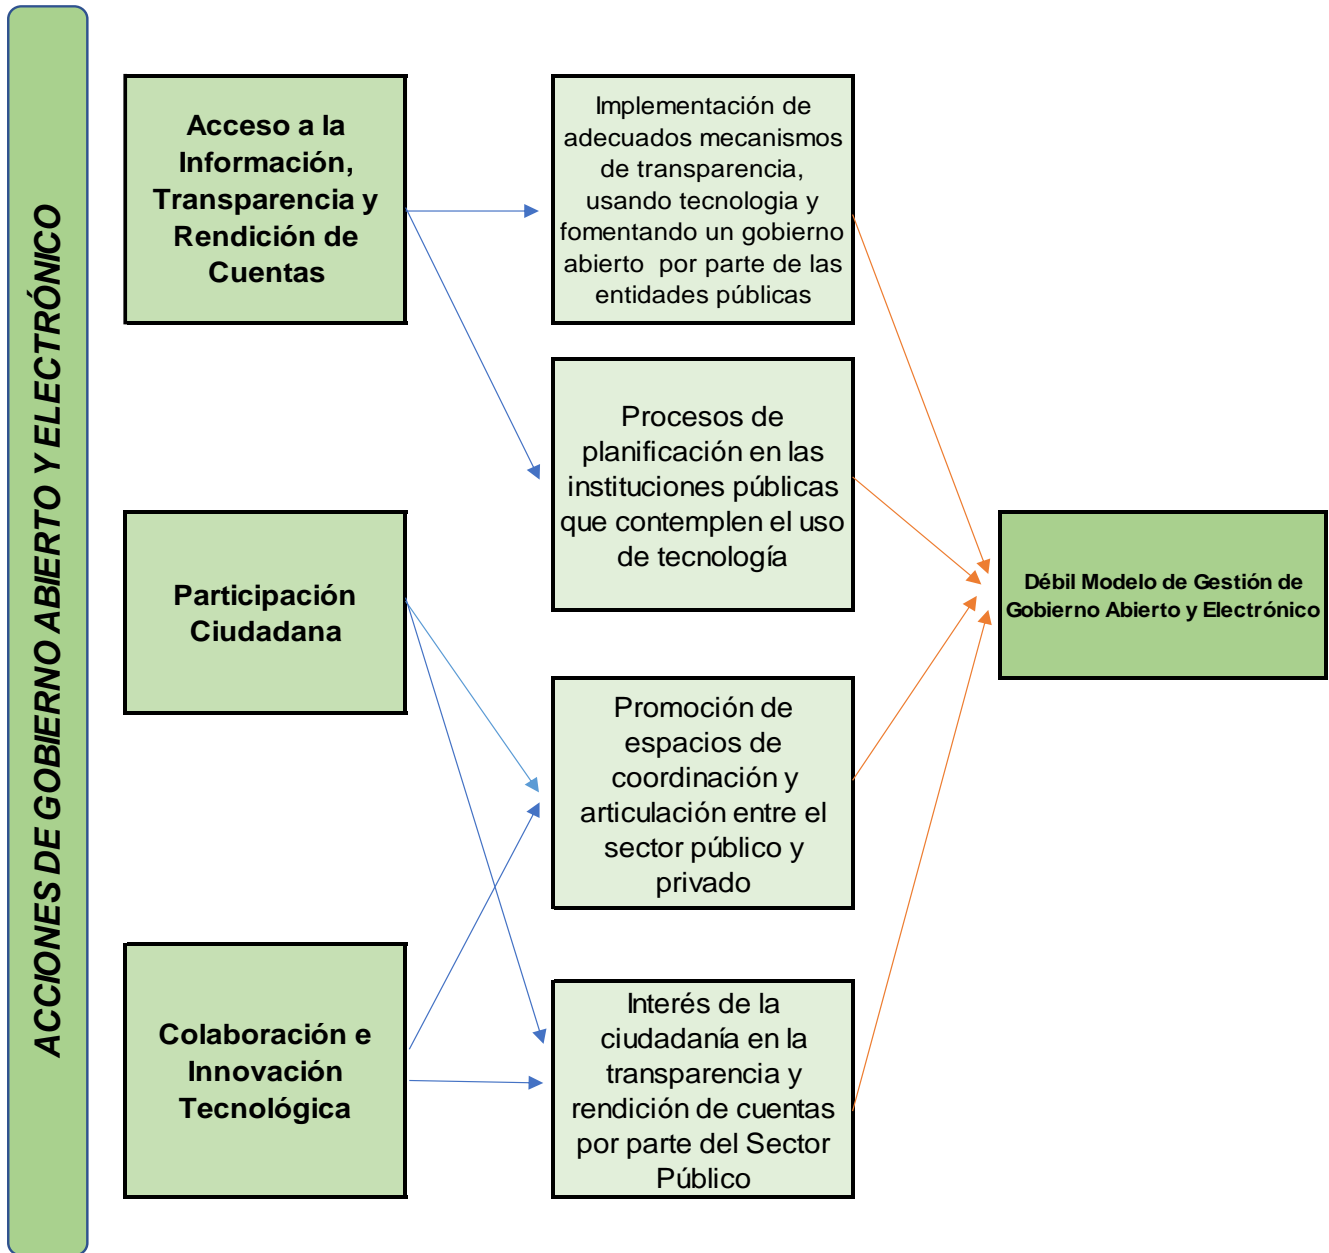 ACCIONES DE GOBIERNO ABIERTO Y ELECTRÓNICO
Acceso a la
Información,
Transparencia y
Rendición de
Cuentas
Implementación de
adecuados mecanismos
de transparencia,
usando tecnologia y
fomentando un gobierno
abierto por parte de las
entidades públicas
Procesos de
planificación en las
instituciones públicas
que contemplen el uso
de tecnología
Participación
Ciudadana
Débil Modelo de Gestión de
Gobierno Abierto y Electrónico
Promoción de
espacios de
coordinación y
articulación entre el
sector público y
privado
Colaboración e
Innovación
Tecnológica
Interés de la
ciudadanía en la
transparencia y
rendición de cuentas
por parte del Sector
Público